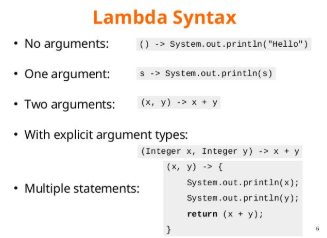 Lambda Syntax
• No arguments: () -> System.out.println("Hello")
• One argument: s -> System.out.println(s)
• Two arguments: (x, y) -> x + y
• With explicit argument types:
(Integer x, Integer y) -> x + y
(x, y) -> {
• Multiple statements: System.out.println(x);
System.out.println(y);
return (x + y);
}
6